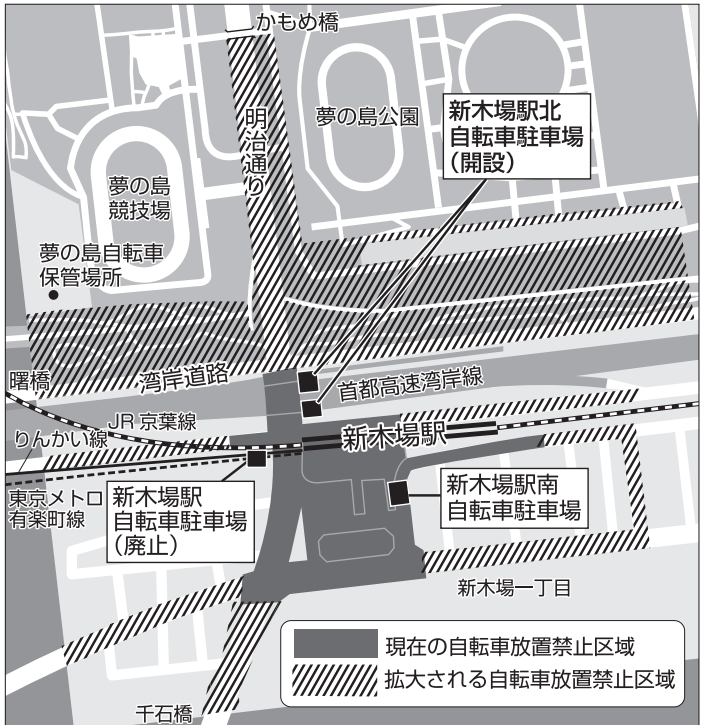 かもめ橋
明治通り
夢の島公園
新木場駅北
自転車駐車場
(開設)
夢の島
競技場
夢の島自転車
保管場所
曙橋
湾岸道路
首都高速湾岸線
JR京葉線
りんかい線
新木場駅
東京メトロ
有楽町線
新木場駅
自転車駐車場
(廃止)
新木場駅南
自転車駐車場
新木場一丁目
現在の自転車放置禁止区域
拡大される自転車放置禁止区域
千石橋